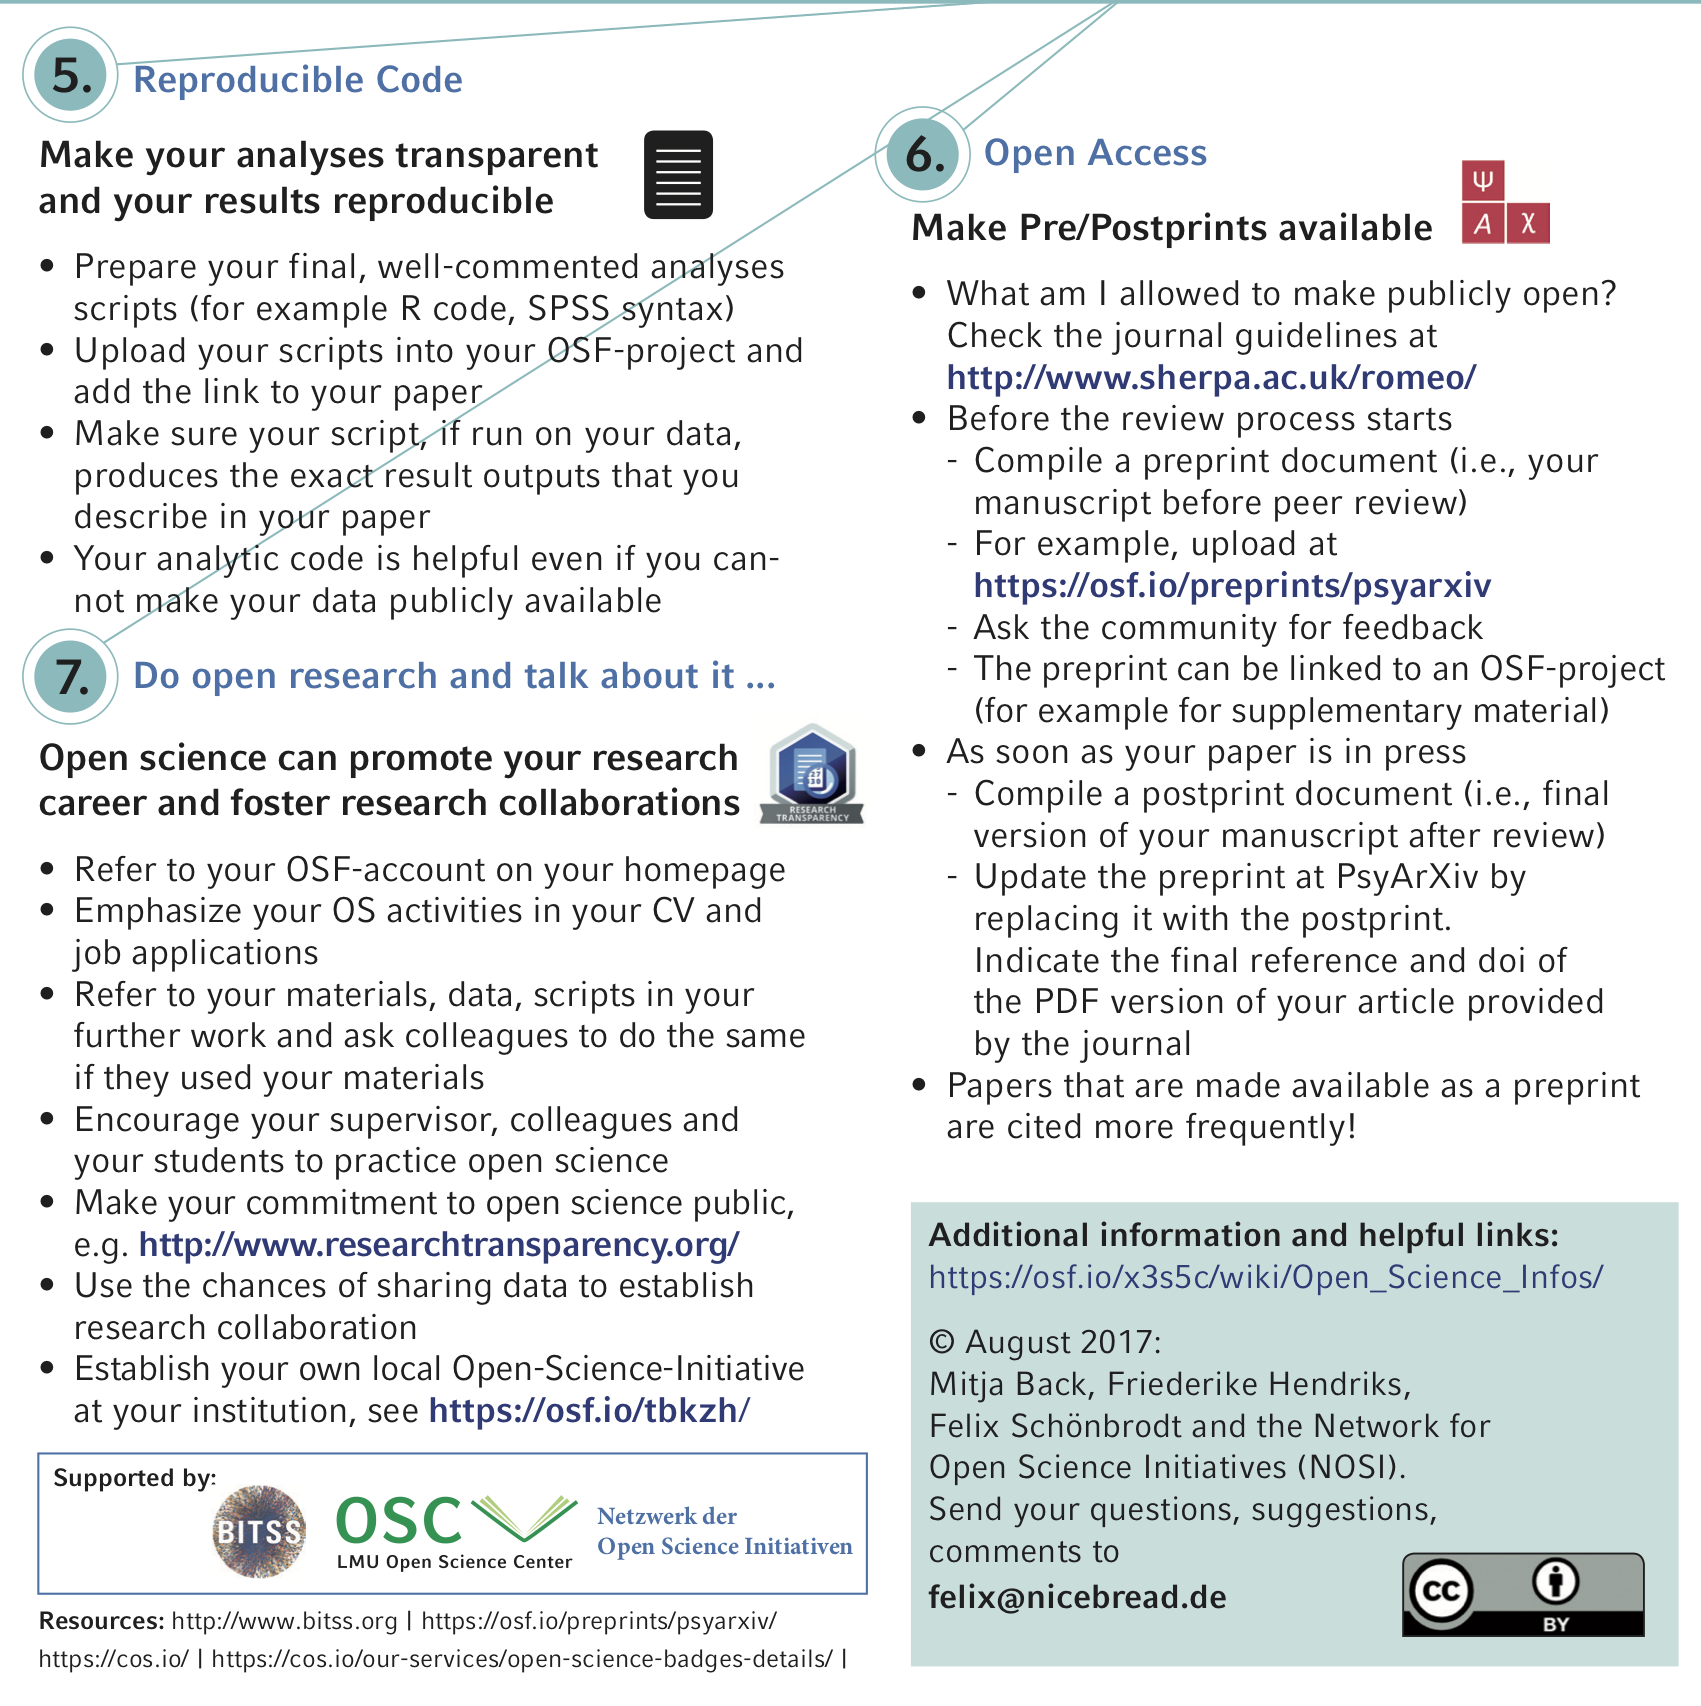 5.
Reproducible Code
Make your analyses transparent
and your results reproducible
• Prepare your final, well-commented analyses
scripts (for example R code, SPSS syntax)
• Upload your scripts into your OSF-project and
add the link to your paper
• Make sure your script, if run on your data,
produces the exact result outputs that you
describe in your paper
• Your analytic code is helpful even if you can-
not make your data publicly available
6.
Open Access
Make Pre/Postprints available
Ψ
A χ
• What am I allowed to make publicly open?
Check the journal guidelines at
http://www.sherpa.ac.uk/romeo/
• Before the review process starts
- Compile a preprint document (i.e., your
manuscript before peer review)
- For example, upload at
https://osf.io/preprints/psyarxiv
- Ask the community for feedback
- The preprint can be linked to an OSF-project
(for example for supplementary material)
• As soon as your paper is in press
- Compile a postprint document (i.e., final
version of your manuscript after review)
- Update the preprint at PsyArXiv by
replacing it with the postprint.
Indicate the final reference and doi of
the PDF version of your article provided
by the journal
• Papers that are made available as a preprint
are cited more frequently!
7.
Do open research and talk about it ...
Open science can promote your research
career and foster research collaborations
RESEARCH
TRANSPARENCY
• Refer to your OSF-account on your homepage
• Emphasize your OS activities in your CV and
job applications
• Refer to your materials, data, scripts in your
further work and ask colleagues to do the same
if they used your materials
• Encourage your supervisor, colleagues and
your students to practice open science
• Make your commitment to open science public,
e.g. http://www.researchtransparency.org/
• Use the chances of sharing data to establish
research collaboration
• Establish your own local Open-Science-Initiative
at your institution, see https://osf.io/tbkzh/
Supported by:
BITSS
OSC
LMU Open Science Center
Netzwerk der
Open Science Initiativen
Resources: http://www.bitss.org | https://osf.io/preprints/psyarxiv/
https://cos.io/ | https://cos.io/our-services/open-science-badges-details/ |
Additional information and helpful links:
https://osf.io/x3s5c/wiki/Open_Science_Infos/
© August 2017:
Mitja Back, Friederike Hendriks,
Felix Schönbrodt and the Network for
Open Science Initiatives (NOSI).
Send your questions, suggestions,
comments to
felix@nicebread.de
cc
BY